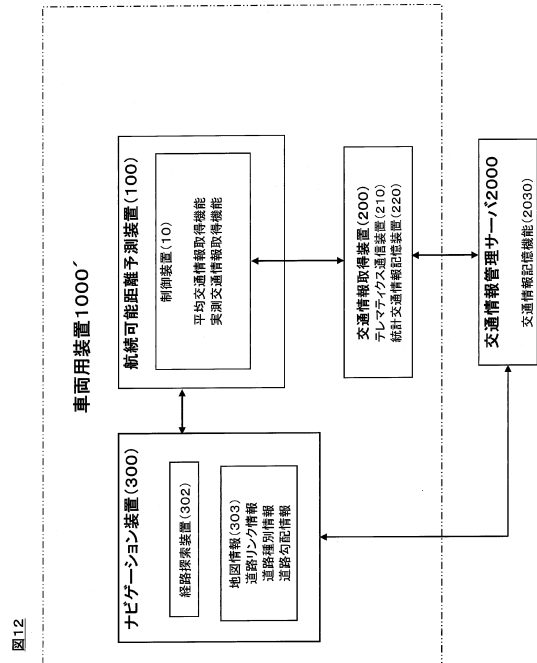 図12
車両用装置1000´
ナビゲーション装置(300)
経路探索装置(302)
地図情報(303)
道路リンク情報
道路種別情報
道路勾配情報
航続可能距離予測装置(100)
制御装置(10)
平均交通情報取得機能
実測交通情報取得機能
交通情報取得装置(200)
テレマティクス通信装置(210)
統計交通情報記憶装置(220)
交通情報管理サーバ2000
交通情報記憶機能(2030)